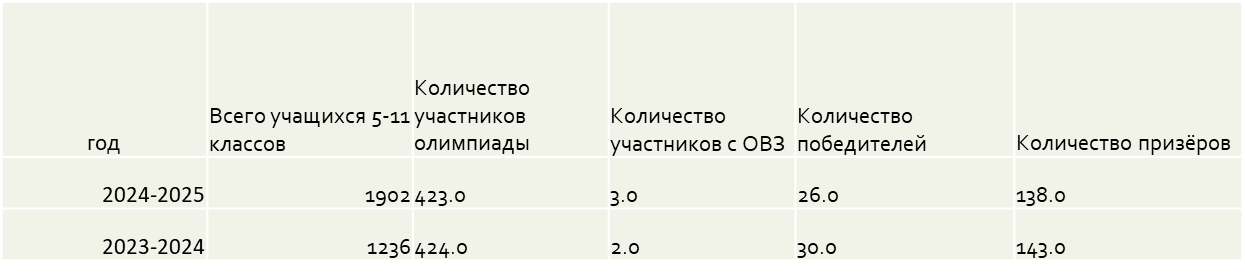 год
Всего учащихся 5-11
классов
Количество
участников
олимпиады
Количество
участников с ОВЗ
Количество
победителей
Количество призёров
2024-2025 1902 423.0 3.0 26.0 138.0
2023-2024 1236 424.0 2.0 30.0 143.0